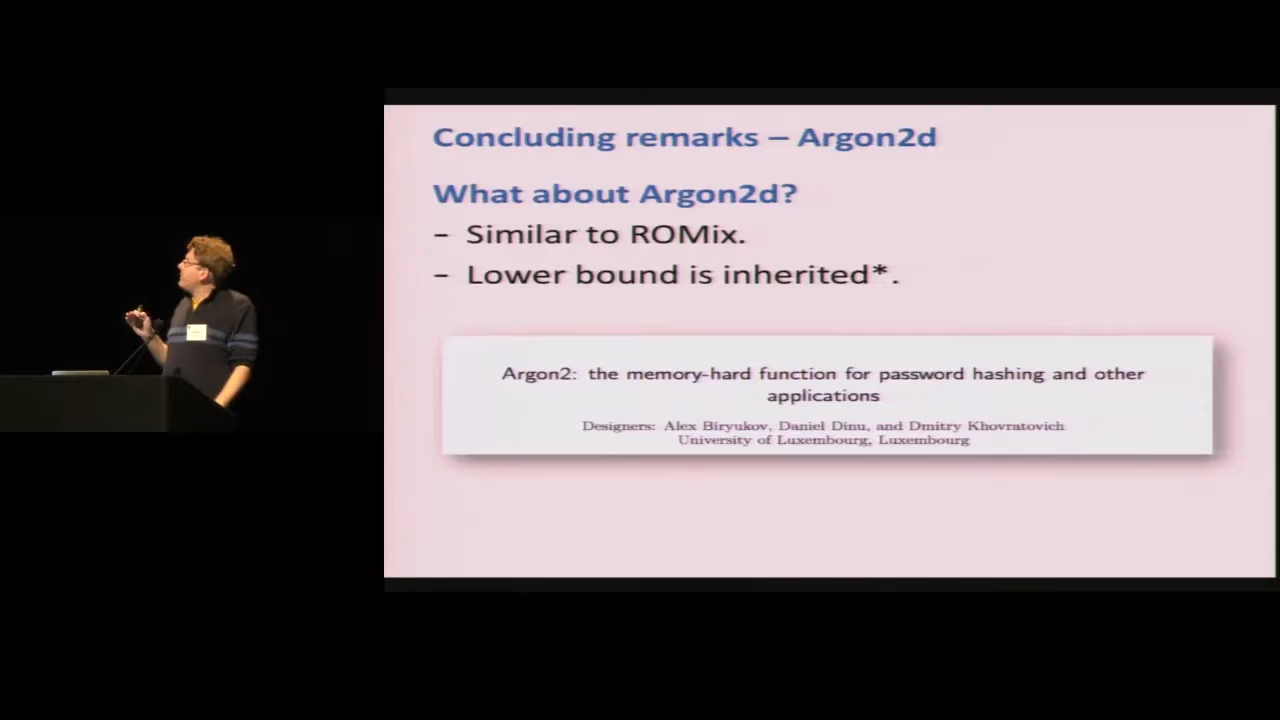 Concluding remarks – Argon2d
What about Argon2d?
- Similar to ROMix.
- Lower bound is inherited*.
Argon2: the memory-hard function for password hashing and other
applications
Designers: Alex Biryukov, Daniel Dinu, and Dmitry Khovratovich
University of Luxembourg, Luxembourg